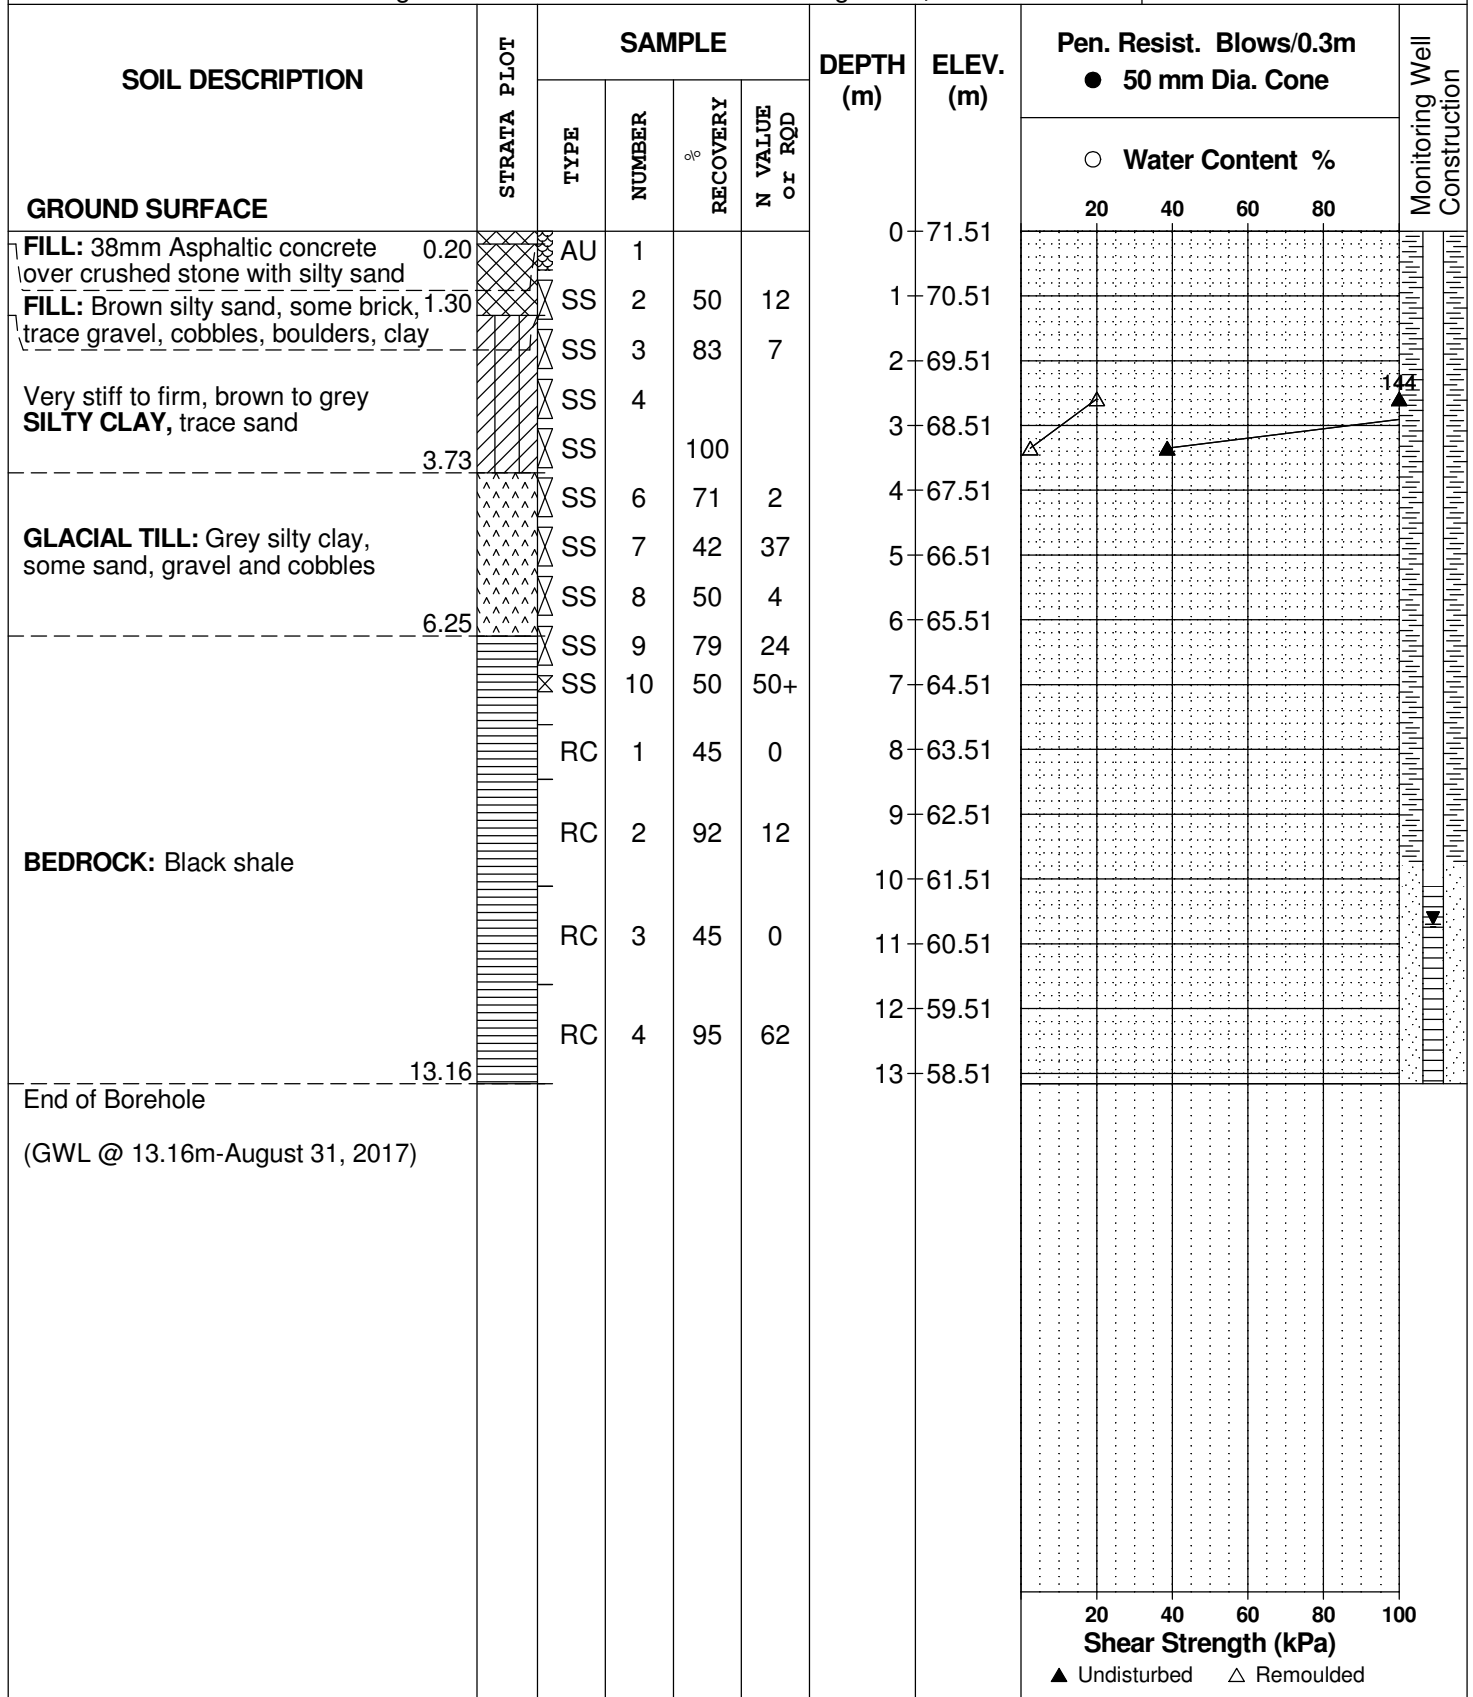 SOIL DESCRIPTION
GROUND SURFACE
STRATA PLOT
SAMPLE
TYPE
NUMBER
% RECOVERY
N VALUE or RQD
DEPTH (m)
ELEV. (m)
Pen. Resist. Blows/0.3m
● 50 mm Dia. Cone
○ Water Content %
20 40 60 80
Monitoring Well Construction
0 71.51
FILL: 38mm Asphaltic concrete 0.20
over crushed stone with silty sand
AU 1
FILL: Brown silty sand, some brick, 1.30
trace gravel, cobbles, boulders, clay
SS 2 50 12
1 70.51
SS 3 83 7
2 69.51
Very stiff to firm, brown to grey
SILTY CLAY, trace sand
3.73
SS 4
144
3 68.51
SS 100
GLACIAL TILL: Grey silty clay,
some sand, gravel and cobbles
6.25
SS 6 71 2
4 67.51
SS 7 42 37
5 66.51
SS 8 50 4
6 65.51
SS 9 79 24
SS 10 50 50+
7 64.51
BEDROCK: Black shale
13.16
RC 1 45 0
8 63.51
RC 2 92 12
9 62.51
10 61.51
RC 3 45 0
11 60.51
12 59.51
RC 4 95 62
13 58.51
End of Borehole
(GWL @ 13.16m-August 31, 2017)
20 40 60 80 100
Shear Strength (kPa)
▲ Undisturbed △ Remoulded